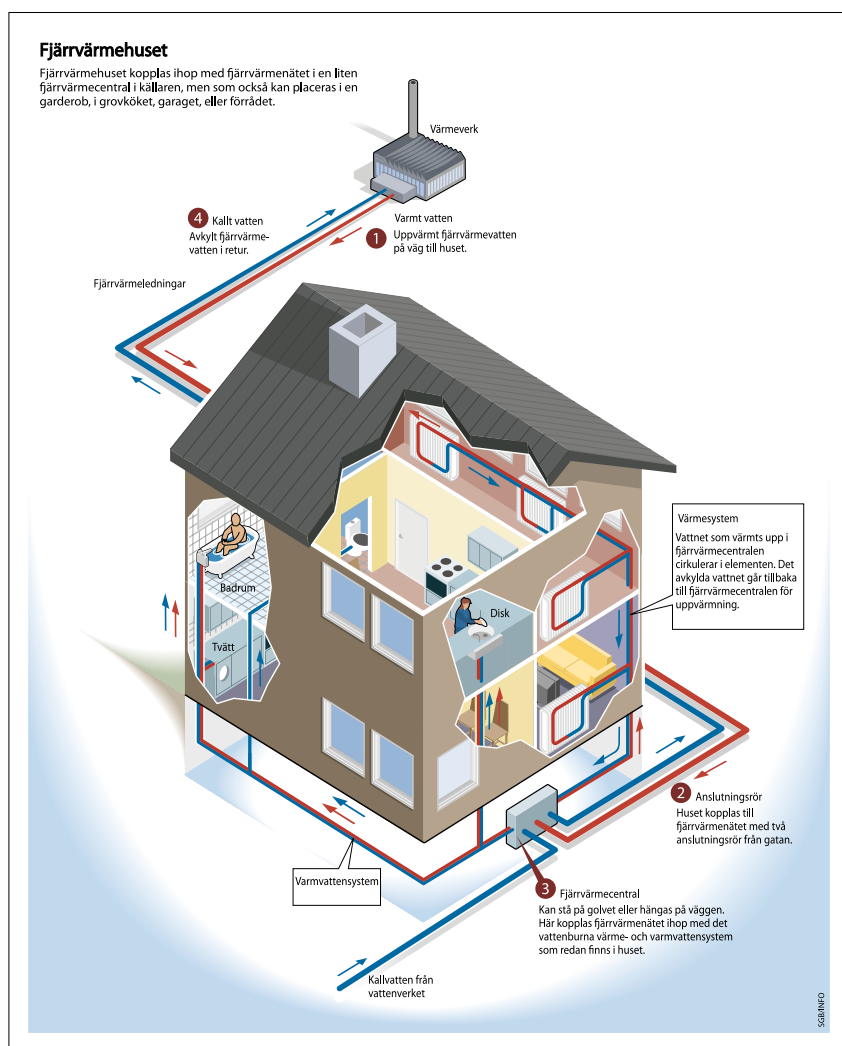 Fjärrvärmehuset
Fjärrvärmehuset kopplas ihop med fjärrvärmenätet i en liten
fjärrvärmecentral i källaren, men som också kan placeras i en
garderob, i grovköket, garaget, eller förrådet.
Värmeverk
4 Kallt vatten
Avkylt fjärrvärme-
vatten i retur.
Varmt vatten
1 Uppvärmt fjärrvärmevatten
på väg till huset.
Fjärrvärmeledningar
Värmesystem
Vattnet som värmts upp i
fjärrvärmecentralen
cirkulerar i elementen. Det
avkylda vattnet går tillbaka
till fjärrvärmecentralen för
uppvärmning.
Badrum
Disk
Tvätt
2 Anslutningsrör
Huset kopplas till
fjärrvärmenätet med två
anslutningsrör från gatan.
Varmvattensystem
3 Fjärrvärmecentral
Kan stå på golvet eller hängas på väggen.
Här kopplas fjärrvärmenätet ihop med det
vattenburna värme- och varmvattensystem
som redan finns i huset.
Kallvatten från
vattenverket
SGB/INFO